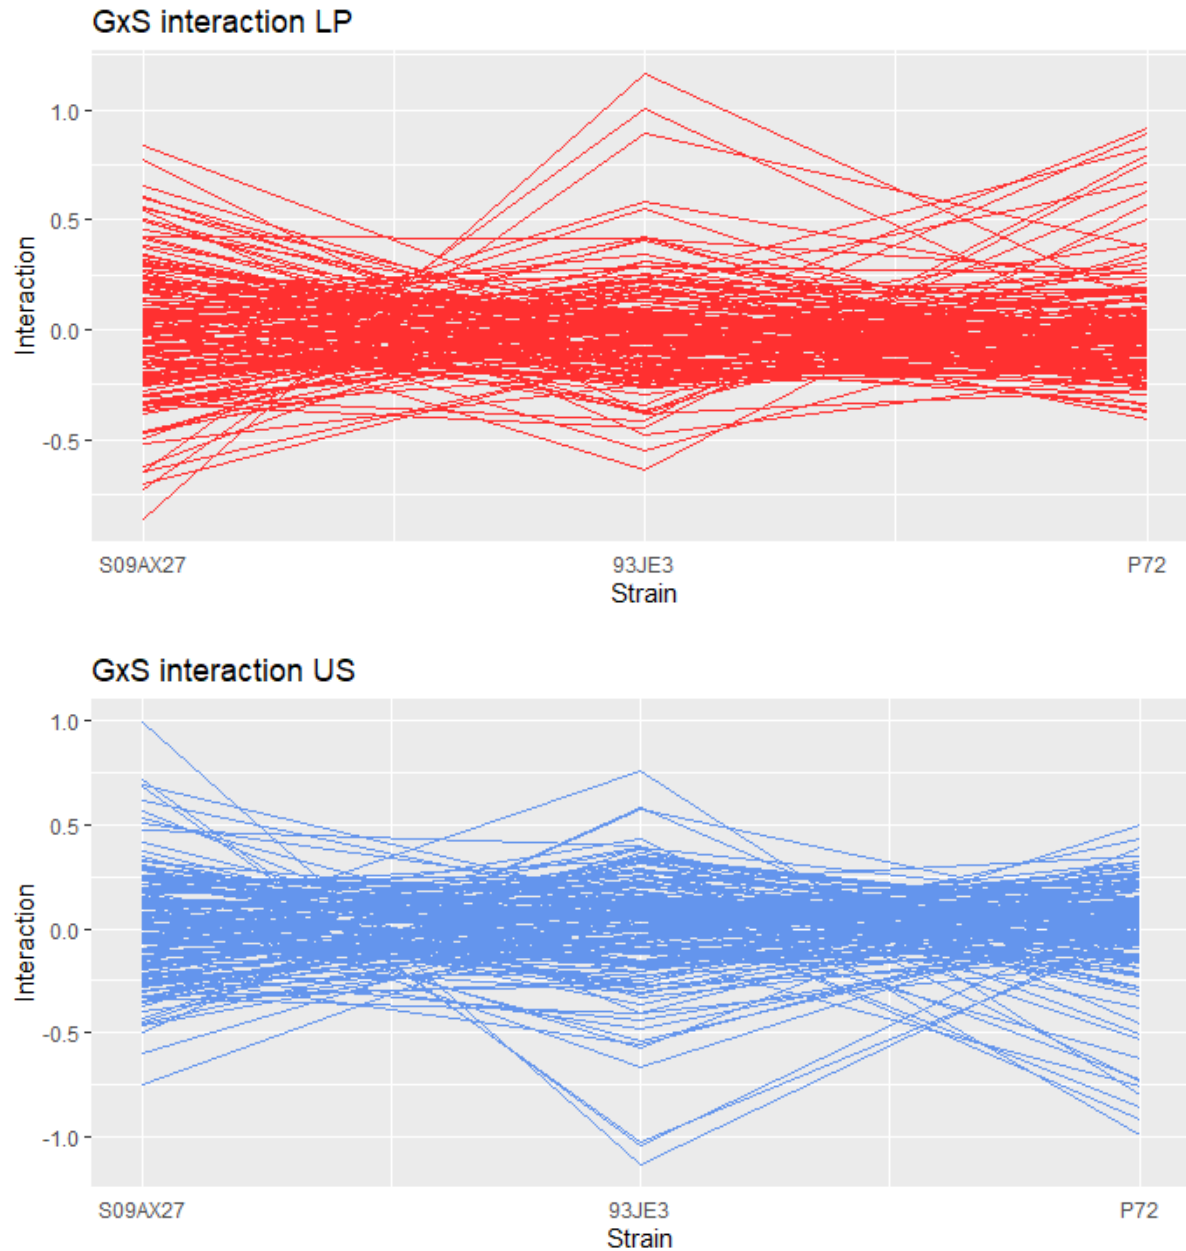 GxS interaction LP
Interaction
1.0
0.5
0.0
-0.5
S09AX27 93JE3 P72
Strain
GxS interaction US
Interaction
1.0
0.5
0.0
-0.5
-1.0
S09AX27 93JE3 P72
Strain